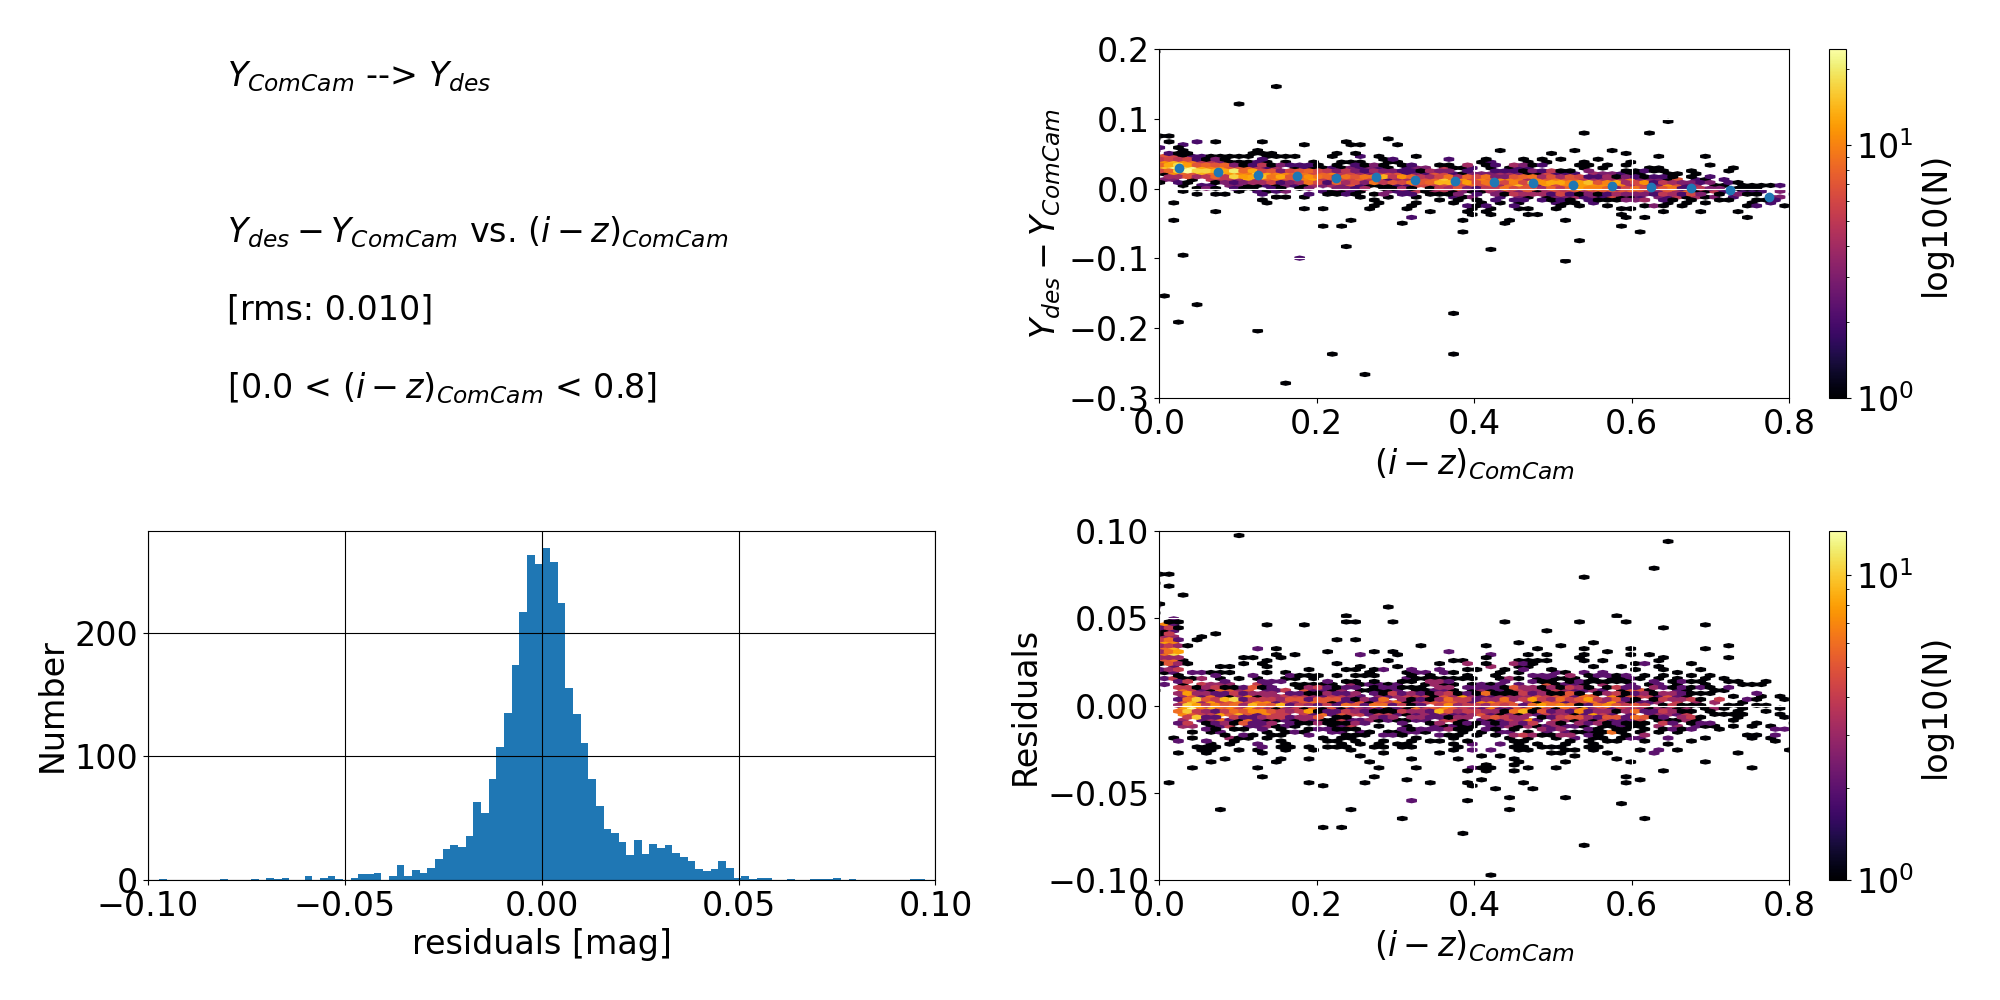 Y_ComCam --> Y_des
Y_des − Y_ComCam vs. (i − z)_ComCam
[rms: 0.010]
[0.0 < (i − z)_ComCam < 0.8]
0.2
0.1
0.0
−0.1
−0.2
−0.3
Y_des − Y_ComCam
0.0 0.2 0.4 0.6 0.8
(i − z)_ComCam
10^1
10^0
log10(N)
200
100
0
Number
−0.10 −0.05 0.00 0.05 0.10
residuals [mag]
0.10
0.05
0.00
−0.05
−0.10
Residuals
0.0 0.2 0.4 0.6 0.8
(i − z)_ComCam
10^1
10^0
log10(N)